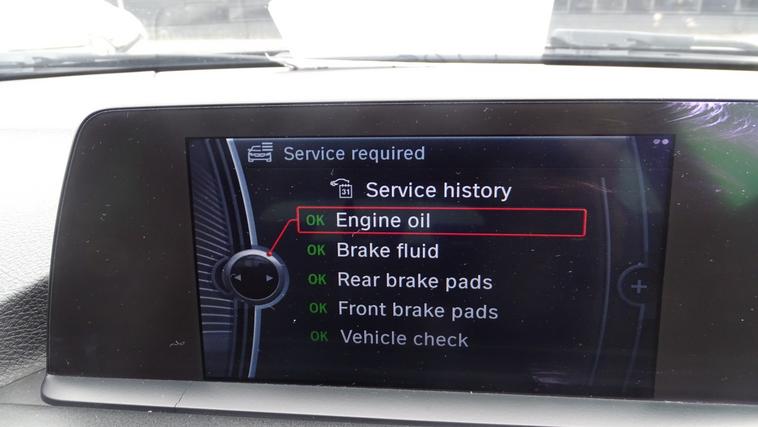 Service required
31 Service history
OK Engine oil
OK Brake fluid
OK Rear brake pads
OK Front brake pads
OK Vehicle check